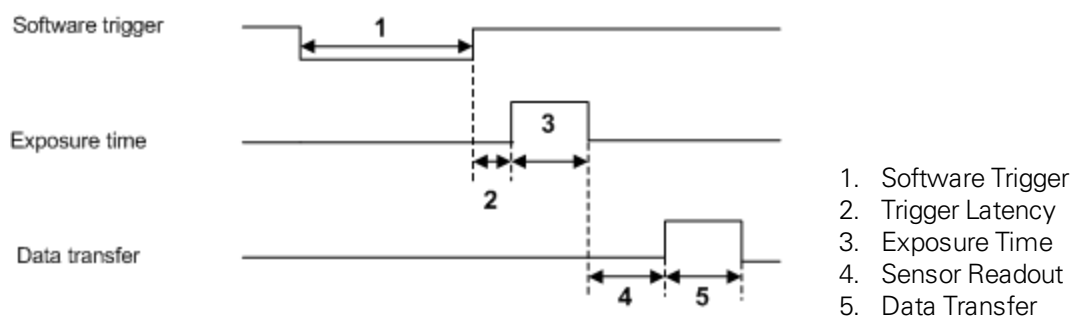 Software trigger
1
Exposure time
3
2
Data transfer
4
5
1. Software Trigger
2. Trigger Latency
3. Exposure Time
4. Sensor Readout
5. Data Transfer